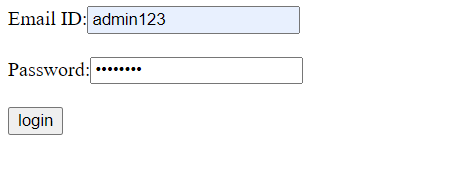 Email ID: admin123
Password: ••••••••
login